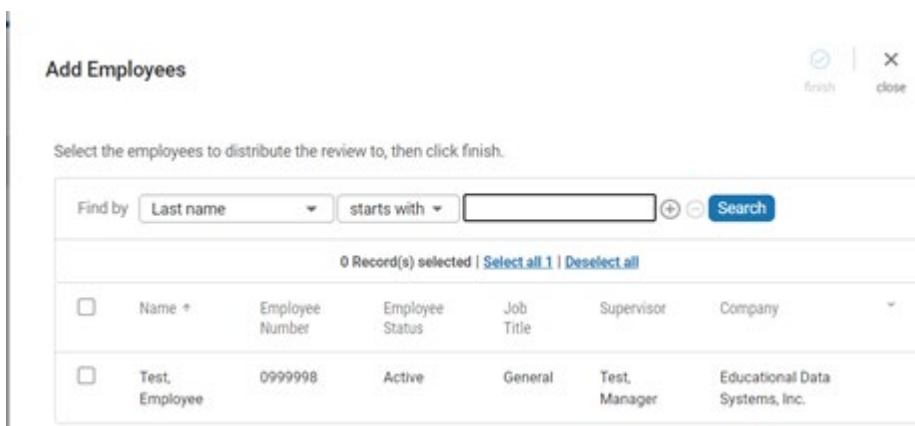 Add Employees
finish
close
Select the employees to distribute the review to, then click finish.
Find by Last name starts with Search
0 Record(s) selected | Select all 1 | Deselect all
Name ↑ Employee Number Employee Status Job Title Supervisor Company
Test, Employee 0999998 Active General Test, Manager Educational Data Systems, Inc.